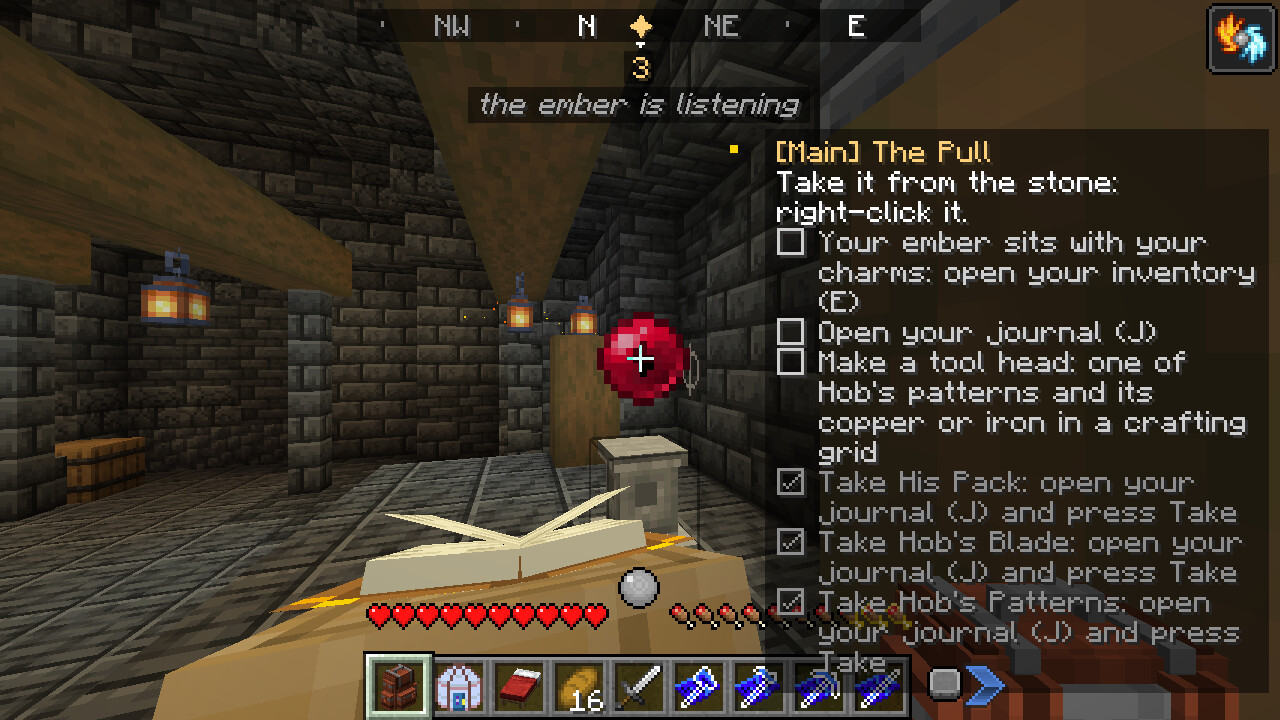 NW N NE E
3
the ember is listening
[Main] The Pull
Take it from the stone:
right-click it.
Your ember sits with your
charms: open your inventory
(E)
Open your journal (J)
Make a tool head: one of
Hob's patterns and its
copper or iron in a crafting
grid
Take His Pack: open your
journal (J) and press Take
Take Hob's Blade: open your
journal (J) and press Take
Take Hob's Patterns: open
your journal (J) and press
Take
16